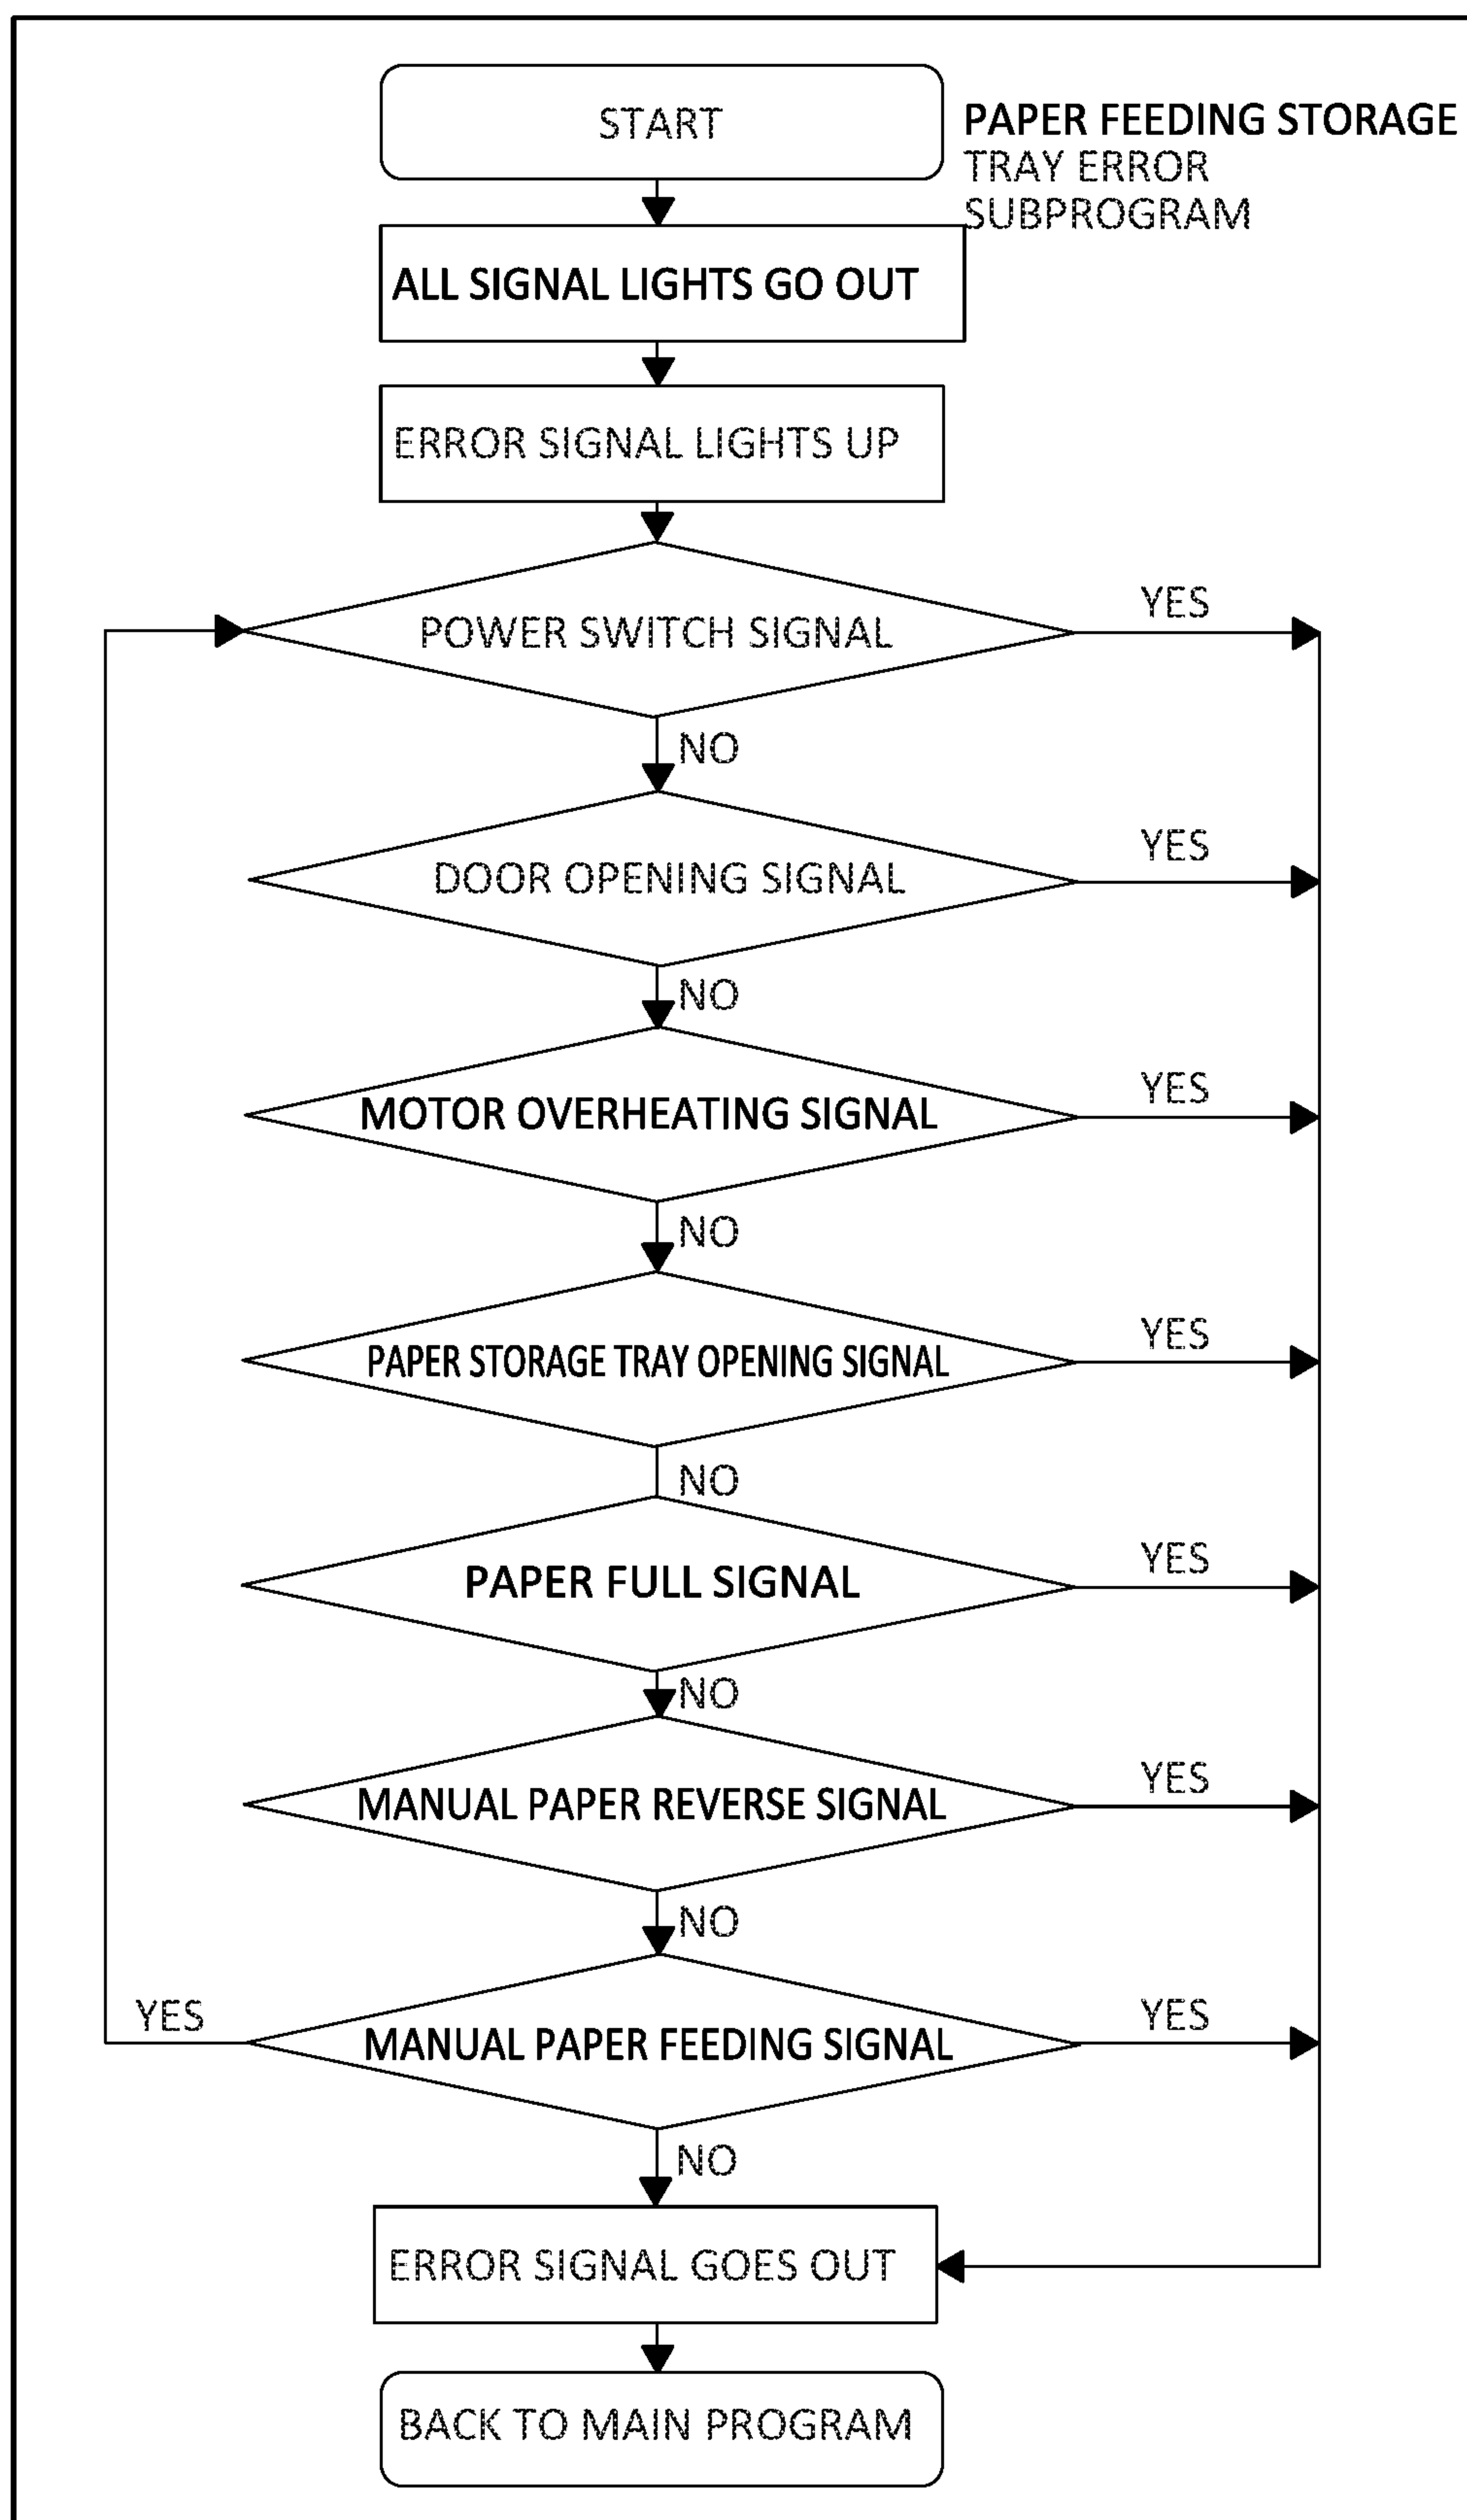 START
PAPER FEEDING STORAGE
TRAY ERROR
SUBPROGRAM
ALL SIGNAL LIGHTS GO OUT
ERROR SIGNAL LIGHTS UP
POWER SWITCH SIGNAL
YES
NO
DOOR OPENING SIGNAL
YES
NO
MOTOR OVERHEATING SIGNAL
YES
NO
PAPER STORAGE TRAY OPENING SIGNAL
YES
NO
PAPER FULL SIGNAL
YES
NO
MANUAL PAPER REVERSE SIGNAL
YES
NO
YES
MANUAL PAPER FEEDING SIGNAL
YES
NO
ERROR SIGNAL GOES OUT
BACK TO MAIN PROGRAM